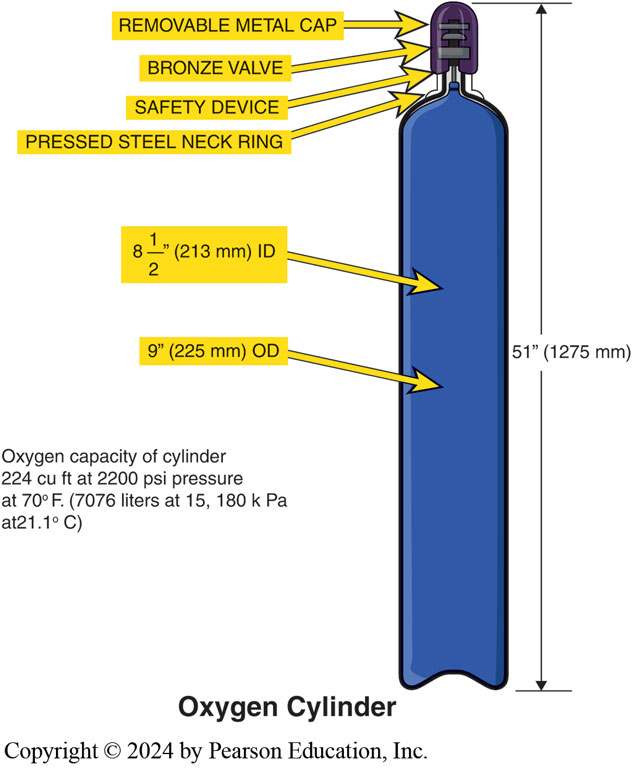 REMOVABLE METAL CAP
BRONZE VALVE
SAFETY DEVICE
PRESSED STEEL NECK RING
8 1/2” (213 mm) ID
9” (225 mm) OD
51” (1275 mm)
Oxygen capacity of cylinder
224 cu ft at 2200 psi pressure
at 70° F. (7076 liters at 15, 180 k Pa
at21.1° C)
Oxygen Cylinder
Copyright © 2024 by Pearson Education, Inc.